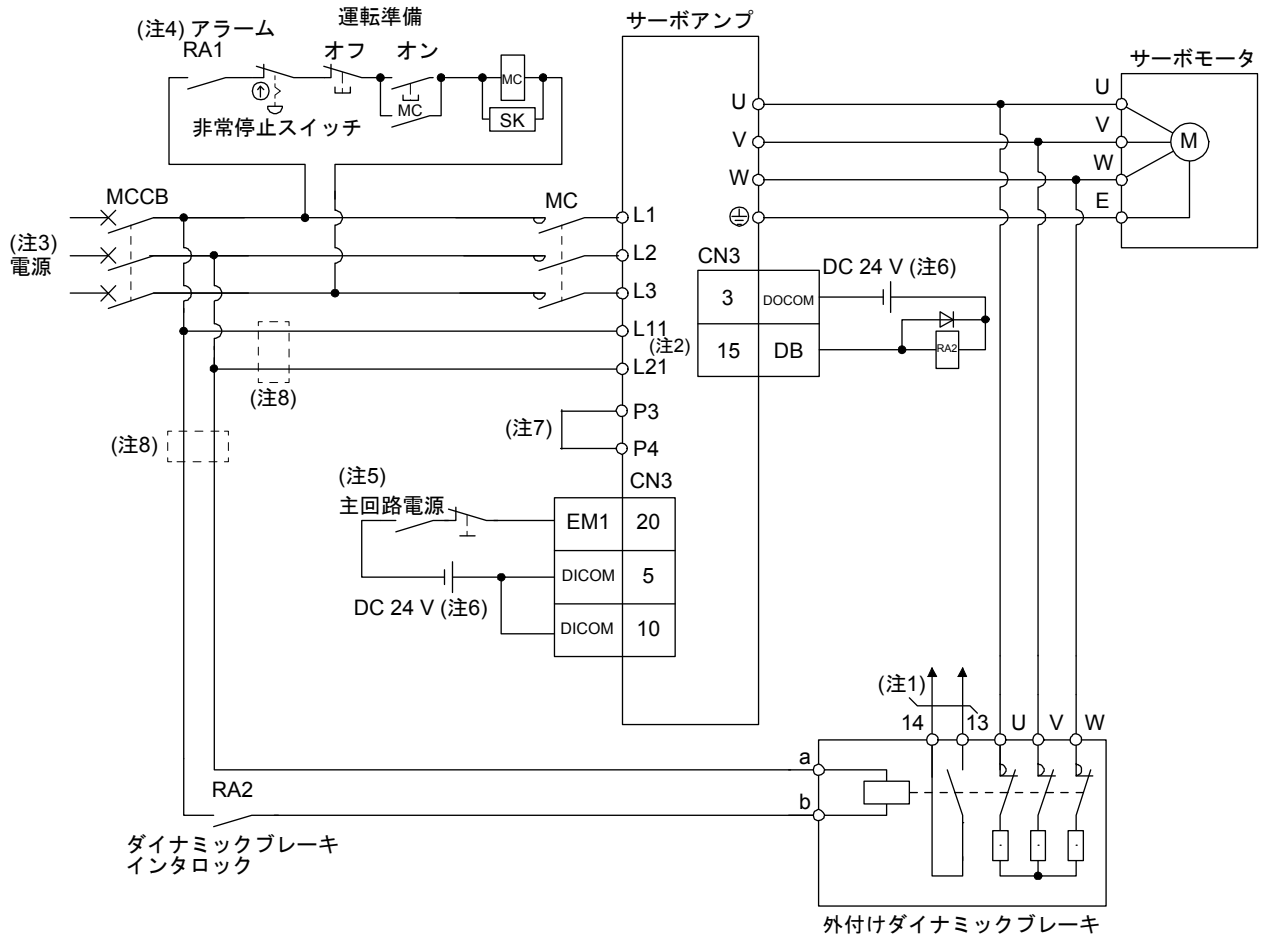 (注4) アラーム
RA1
運転準備
オフ オン
MC
SK
MC
非常停止スイッチ
サーボアンプ
サーボモータ
U
V
W
U
V
W
E
M
MCCB
MC
(注3)
電源
L1
L2
L3
L11
(注2)
L21
(注8)
(注8)
P3
(注7)
P4
CN3
DC 24 V (注6)
3 DOCOM
15 DB
RA2
CN3
(注5)
主回路電源
EM1 20
DICOM 5
DICOM 10
DC 24 V (注6)
(注1)
14 13 U V W
a
b
RA2
ダイナミックブレーキ
インタロック
外付けダイナミックブレーキ